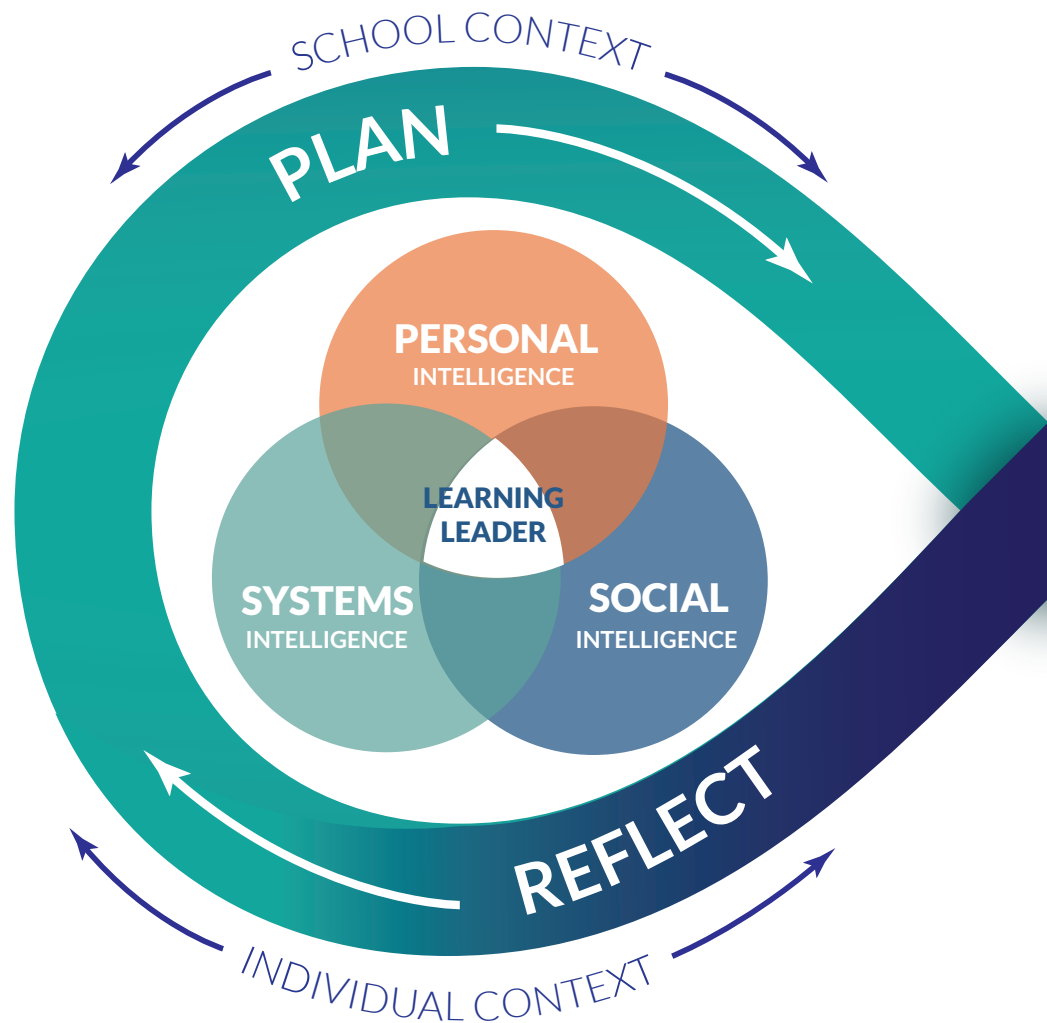 SCHOOL CONTEXT
PLAN
PERSONAL
INTELLIGENCE
LEARNING
LEADER
SYSTEMS
INTELLIGENCE
SOCIAL
INTELLIGENCE
REFLECT
INDIVIDUAL CONTEXT